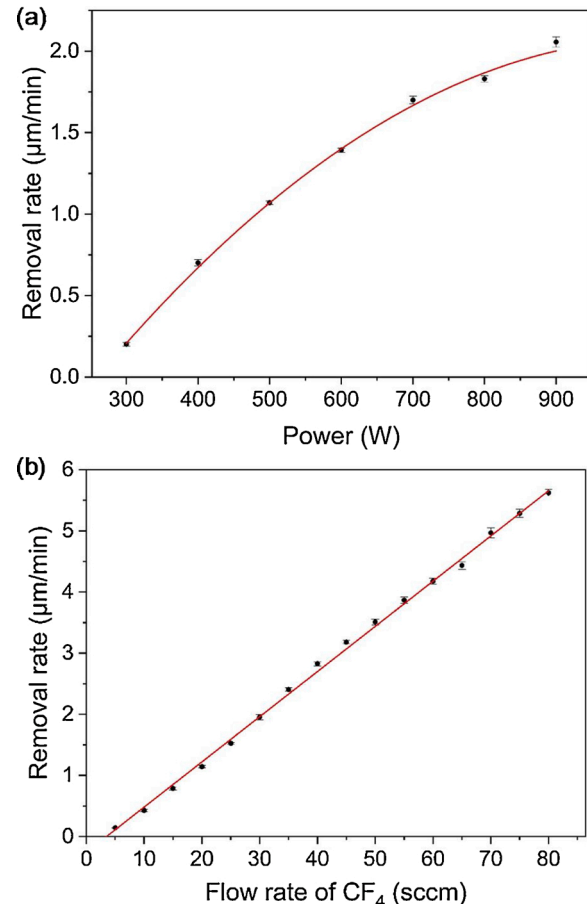 (a)
Removal rate (μm/min)
2.0
1.5
1.0
0.5
0.0
300 400 500 600 700 800 900
Power (W)
(b)
Removal rate (μm/min)
6
5
4
3
2
1
0
0 10 20 30 40 50 60 70 80
Flow rate of CF₄ (sccm)